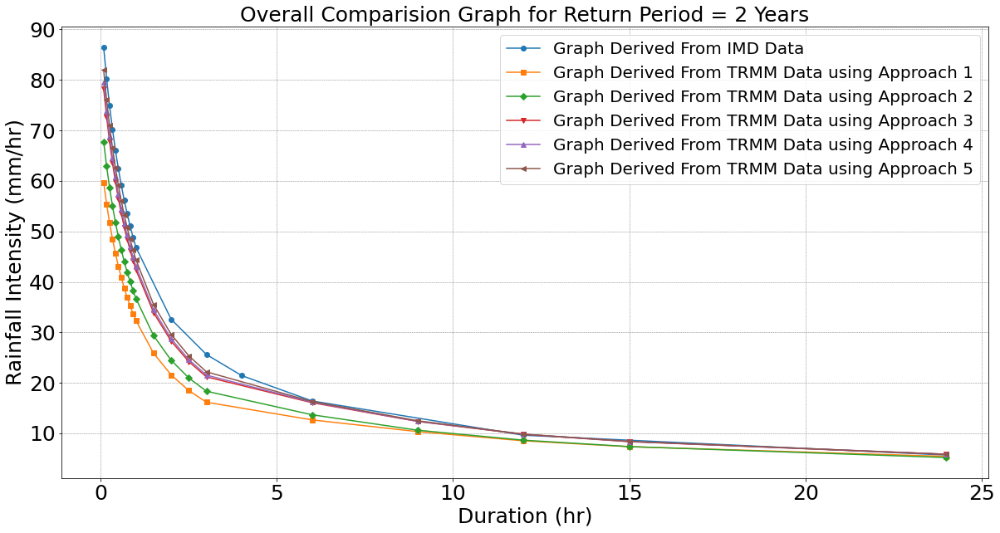 Overall Comparision Graph for Return Period = 2 Years
Graph Derived From IMD Data
Graph Derived From TRMM Data using Approach 1
Graph Derived From TRMM Data using Approach 2
Graph Derived From TRMM Data using Approach 3
Graph Derived From TRMM Data using Approach 4
Graph Derived From TRMM Data using Approach 5
Rainfall Intensity (mm/hr)
90
80
70
60
50
40
30
20
10
0 5 10 15 20 25
Duration (hr)